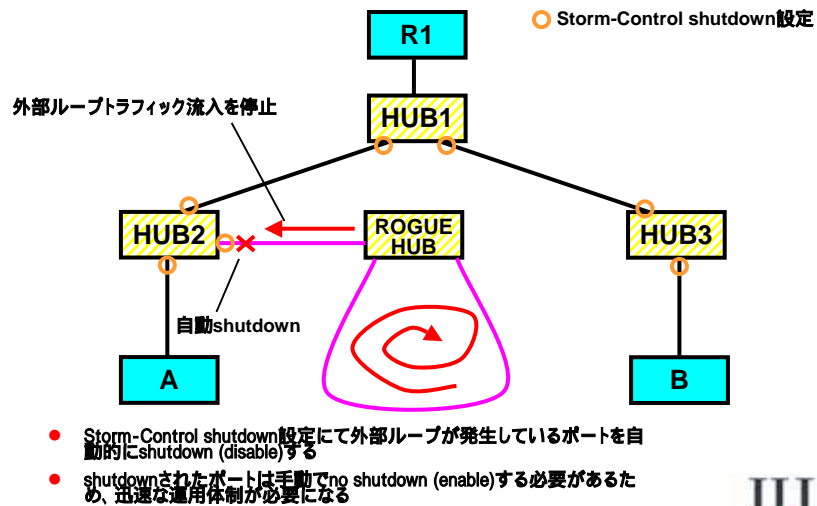 Storm-Control shutdown設定
R1
外部ループトラフィック流入を停止
HUB1
HUB2
ROGUE
HUB
HUB3
自動shutdown
A
B
● Storm-Control shutdown設定にて外部ループが発生しているポートを自
動的にshutdown (disable)する
● shutdownされたポートは手動でno shutdown (enable)する必要があるた
め、迅速な運用体制が必要になる